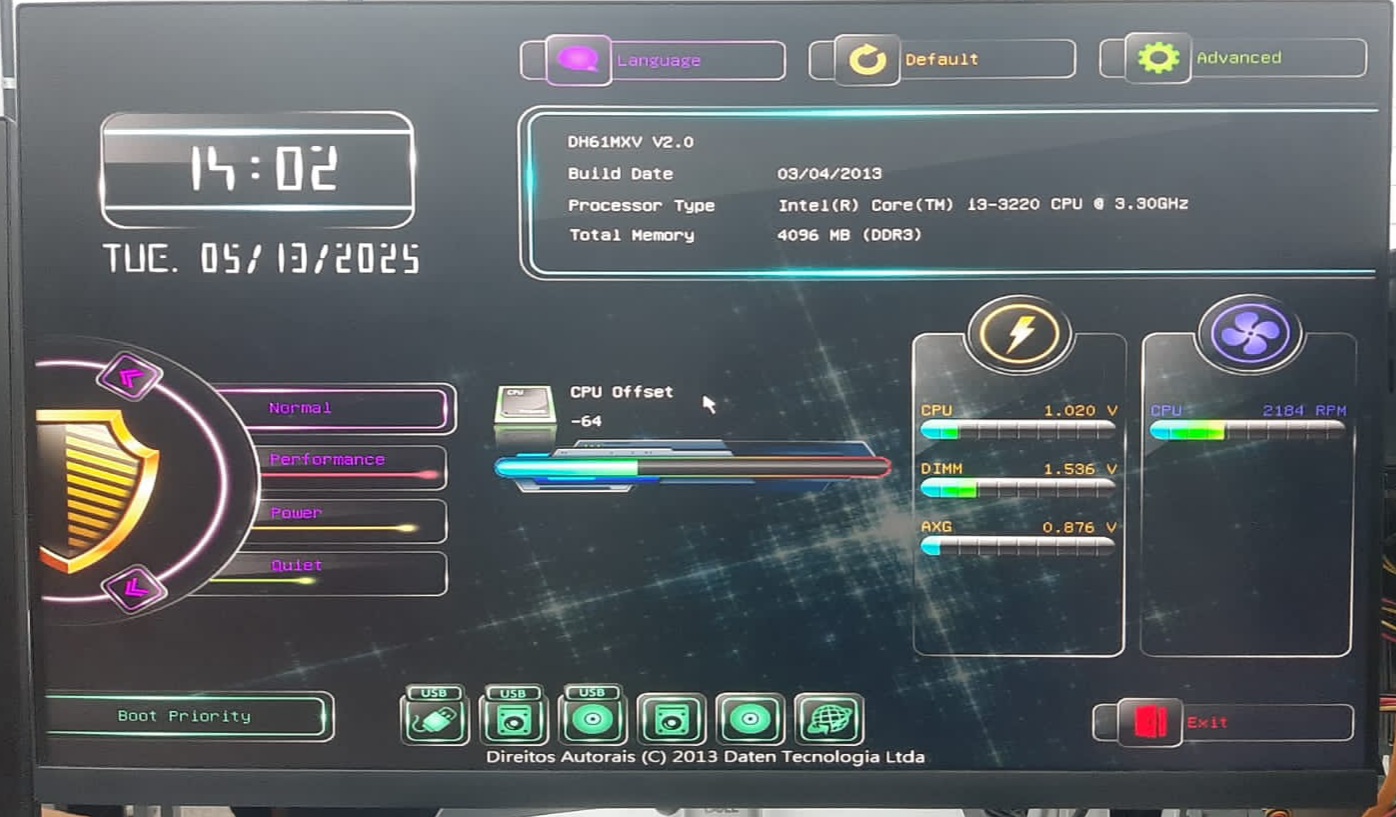 Language
Default
Advanced
14:02
TUE. 05/13/2025
DH61MXV V2.0
Build Date 03/04/2013
Processor Type Intel(R) Core(TM) i3-3220 CPU @ 3.30GHz
Total Memory 4096 MB (DDR3)
Normal
Performance
Power
Quiet
CPU
CPU Offset
-64
CPU 1.020 V
DIMM 1.536 V
AXG 0.876 V
CPU 2184 RPM
Boot Priority
USB
USB
USB
Exit
Direitos Autorais (C) 2013 Daten Tecnologia Ltda
DELL